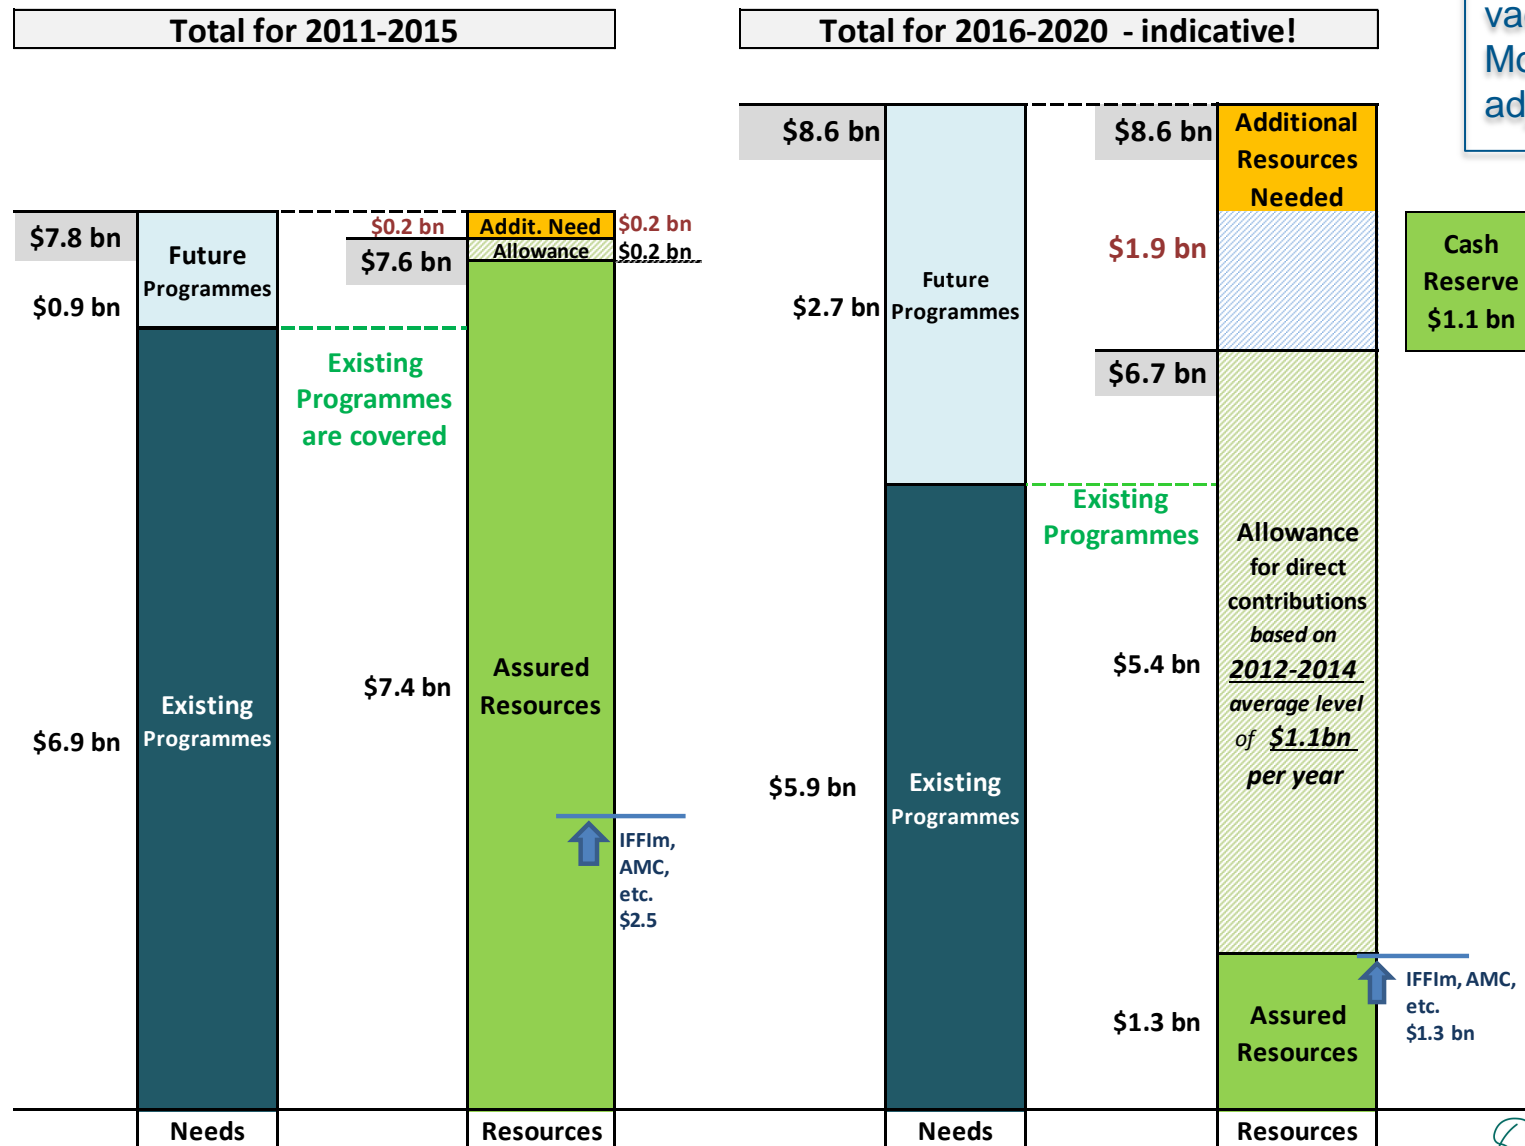 Total for 2011-2015
$7.8 bn
$0.9 bn
$6.9 bn
Future
Programmes
Existing
Programmes
Needs
$0.2 bn
$7.6 bn
Existing
Programmes
are covered
$7.4 bn
Addit. Need
Allowance
Assured
Resources
Resources
$0.2 bn
$0.2 bn
IFFIm,
AMC,
etc.
$2.5
Total for 2016-2020 - indicative!
$8.6 bn
$2.7 bn
$5.9 bn
Future
Programmes
Existing
Programmes
Needs
$8.6 bn
$1.9 bn
$6.7 bn
Existing
Programmes
$5.4 bn
$1.3 bn
Additional
Resources
Needed
Allowance
for direct
contributions
based on
2012-2014
average level
of $1.1bn
per year
Assured
Resources
Resources
Cash
Reserve
$1.1 bn
IFFIm, AMC,
etc.
$1.3 bn